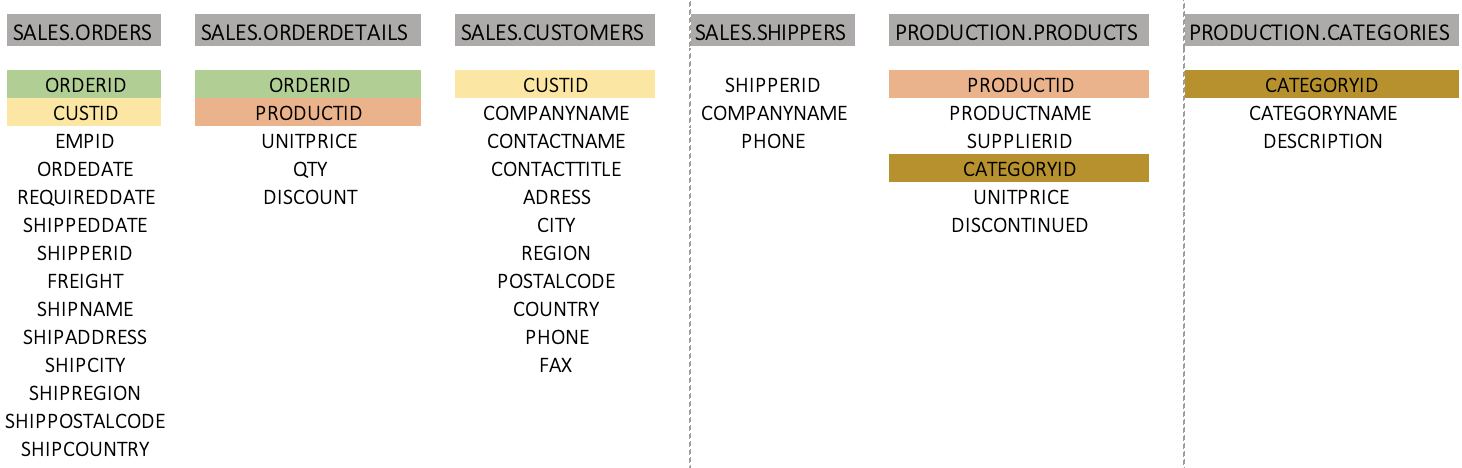 SALES.ORDERS
ORDERID
CUSTID
EMPID
ORDEDATE
REQUIREDDATE
SHIPPEDDATE
SHIPPERID
FREIGHT
SHIPNAME
SHIPADDRESS
SHIPCITY
SHIPREGION
SHIPPOSTALCODE
SHIPCOUNTRY
SALES.ORDERDETAILS
ORDERID
PRODUCTID
UNITPRICE
QTY
DISCOUNT
SALES.CUSTOMERS
CUSTID
COMPANYNAME
CONTACTNAME
CONTACTTITLE
ADRESS
CITY
REGION
POSTALCODE
COUNTRY
PHONE
FAX
SALES.SHIPPERS
SHIPPERID
COMPANYNAME
PHONE
PRODUCTION.PRODUCTS
PRODUCTID
PRODUCTNAME
SUPPLIERID
CATEGORYID
UNITPRICE
DISCONTINUED
PRODUCTION.CATEGORIES
CATEGORYID
CATEGORYNAME
DESCRIPTION